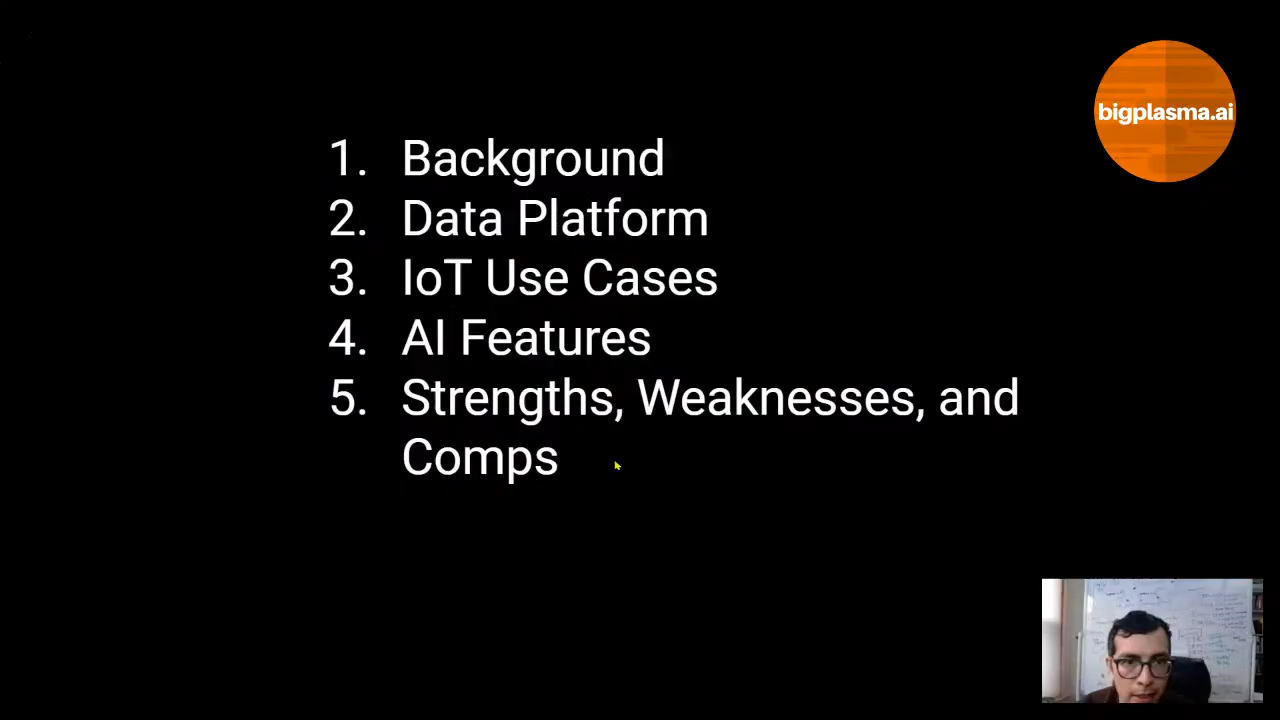 bigplasma.ai
1. Background
2. Data Platform
3. IoT Use Cases
4. AI Features
5. Strengths, Weaknesses, and
Comps